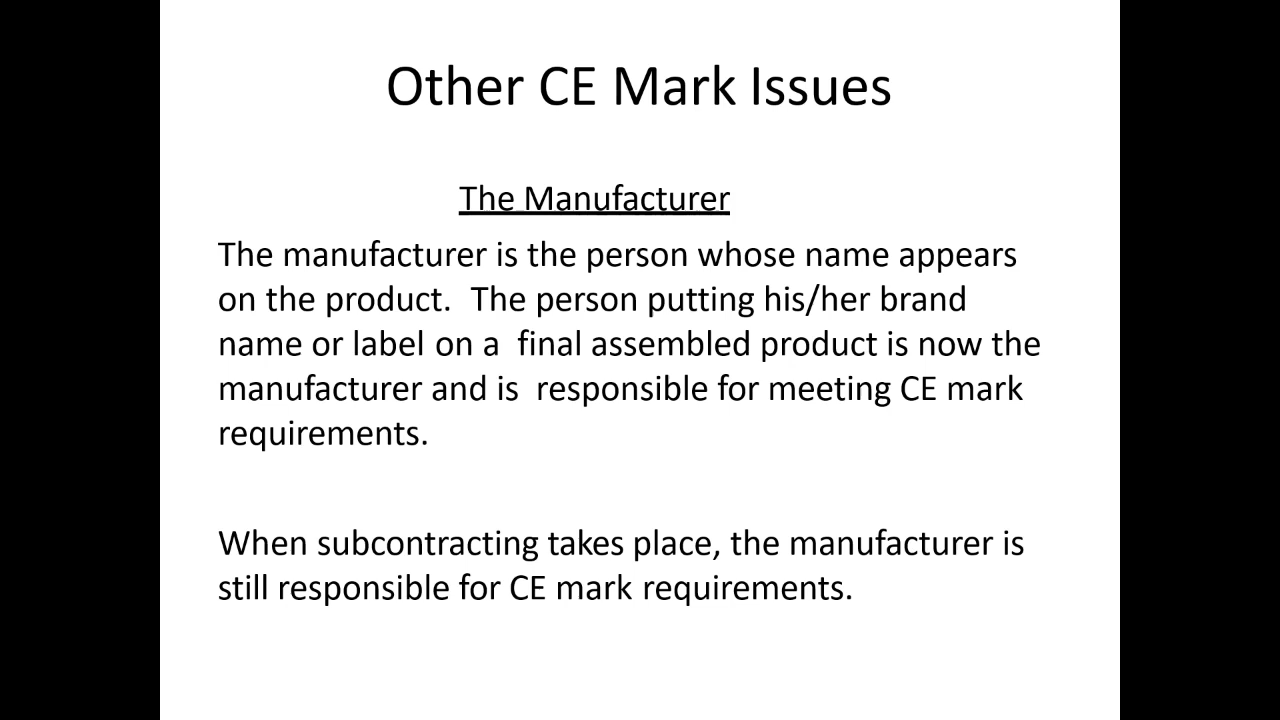 Other CE Mark Issues
The Manufacturer
The manufacturer is the person whose name appears
on the product.  The person putting his/her brand
name or label on a  final assembled product is now the
manufacturer and is  responsible for meeting CE mark
requirements.
When subcontracting takes place, the manufacturer is
still responsible for CE mark requirements.